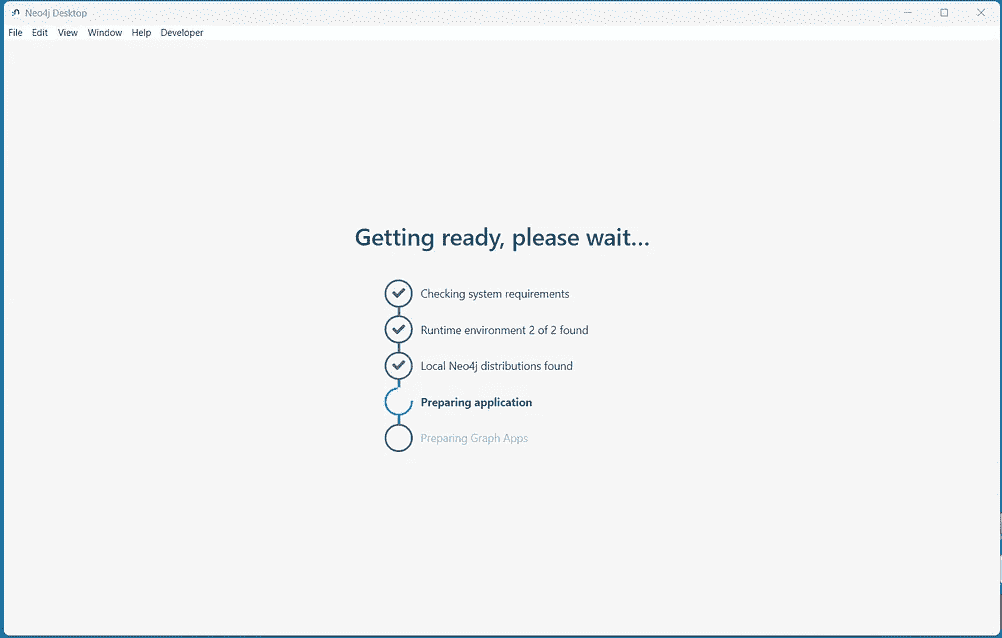 Neo4j Desktop
File Edit View Window Help Developer
Getting ready, please wait...
Checking system requirements
Runtime environment 2 of 2 found
Local Neo4j distributions found
Preparing application
Preparing Graph Apps